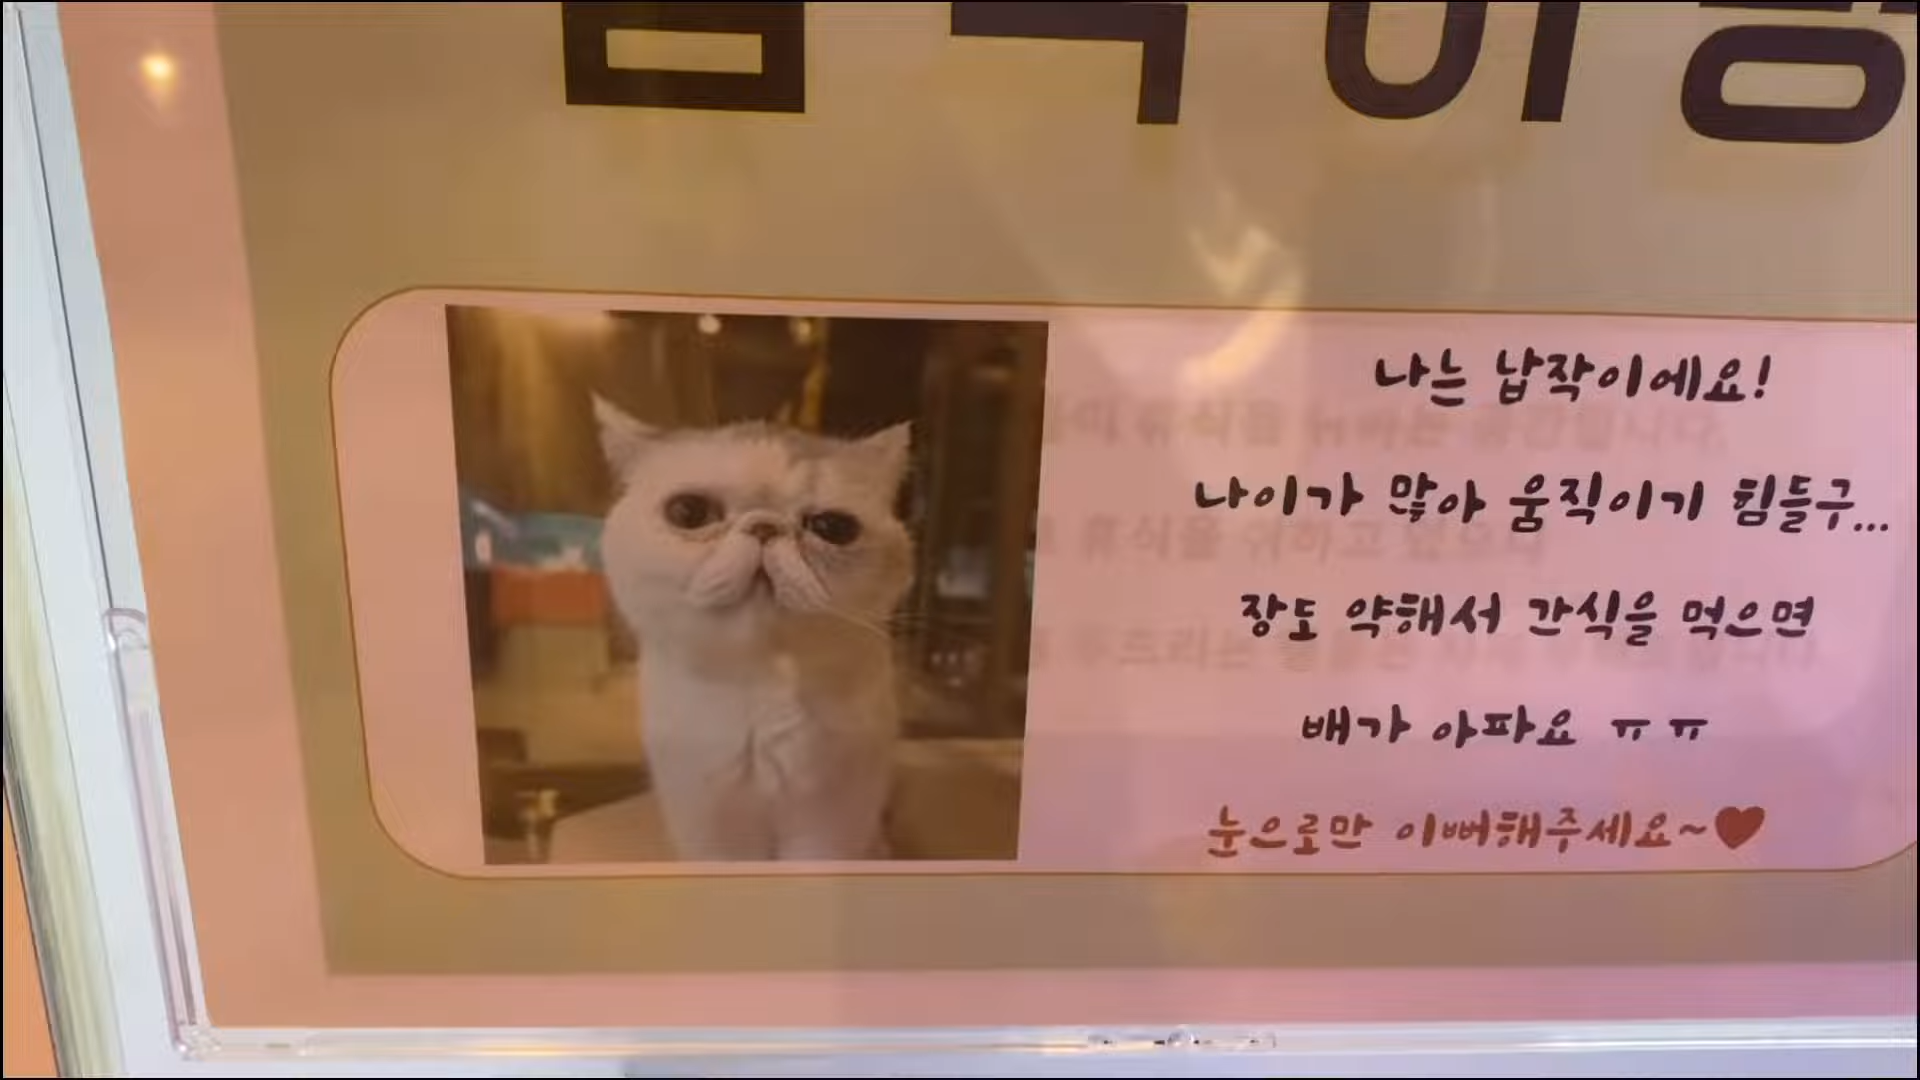 나는 납작이에요!
나이가 많아 움직이기 힘들구...
장도 약해서 간식을 먹으면
배가 아파요 ㅠㅠ
눈으로만 이뻐해주세요~♥